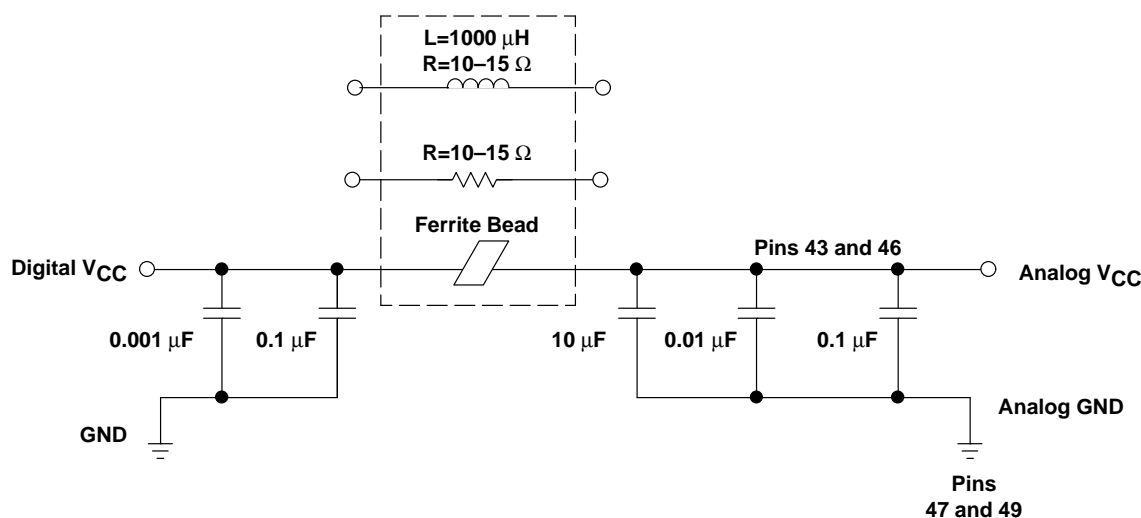 L=1000 μH
R=10–15 Ω
R=10–15 Ω
Ferrite Bead
Pins 43 and 46
Digital VCC
Analog VCC
0.001 μF
0.1 μF
10 μF
0.01 μF
0.1 μF
GND
Analog GND
Pins
47 and 49